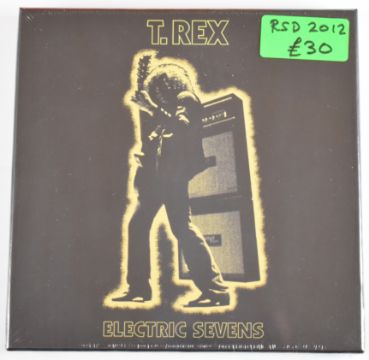 T.REX
RSD 2012
£30
ELECTRIC SEVENS